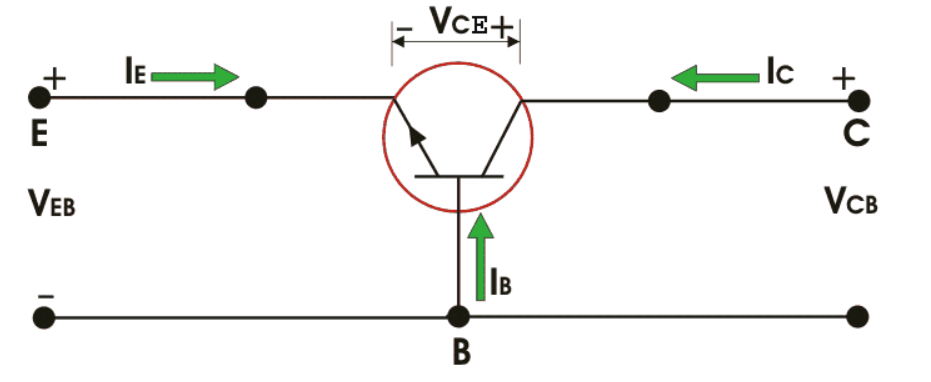 - VCE +
+ IE IC +
E C
VEB VCB
- IB
B